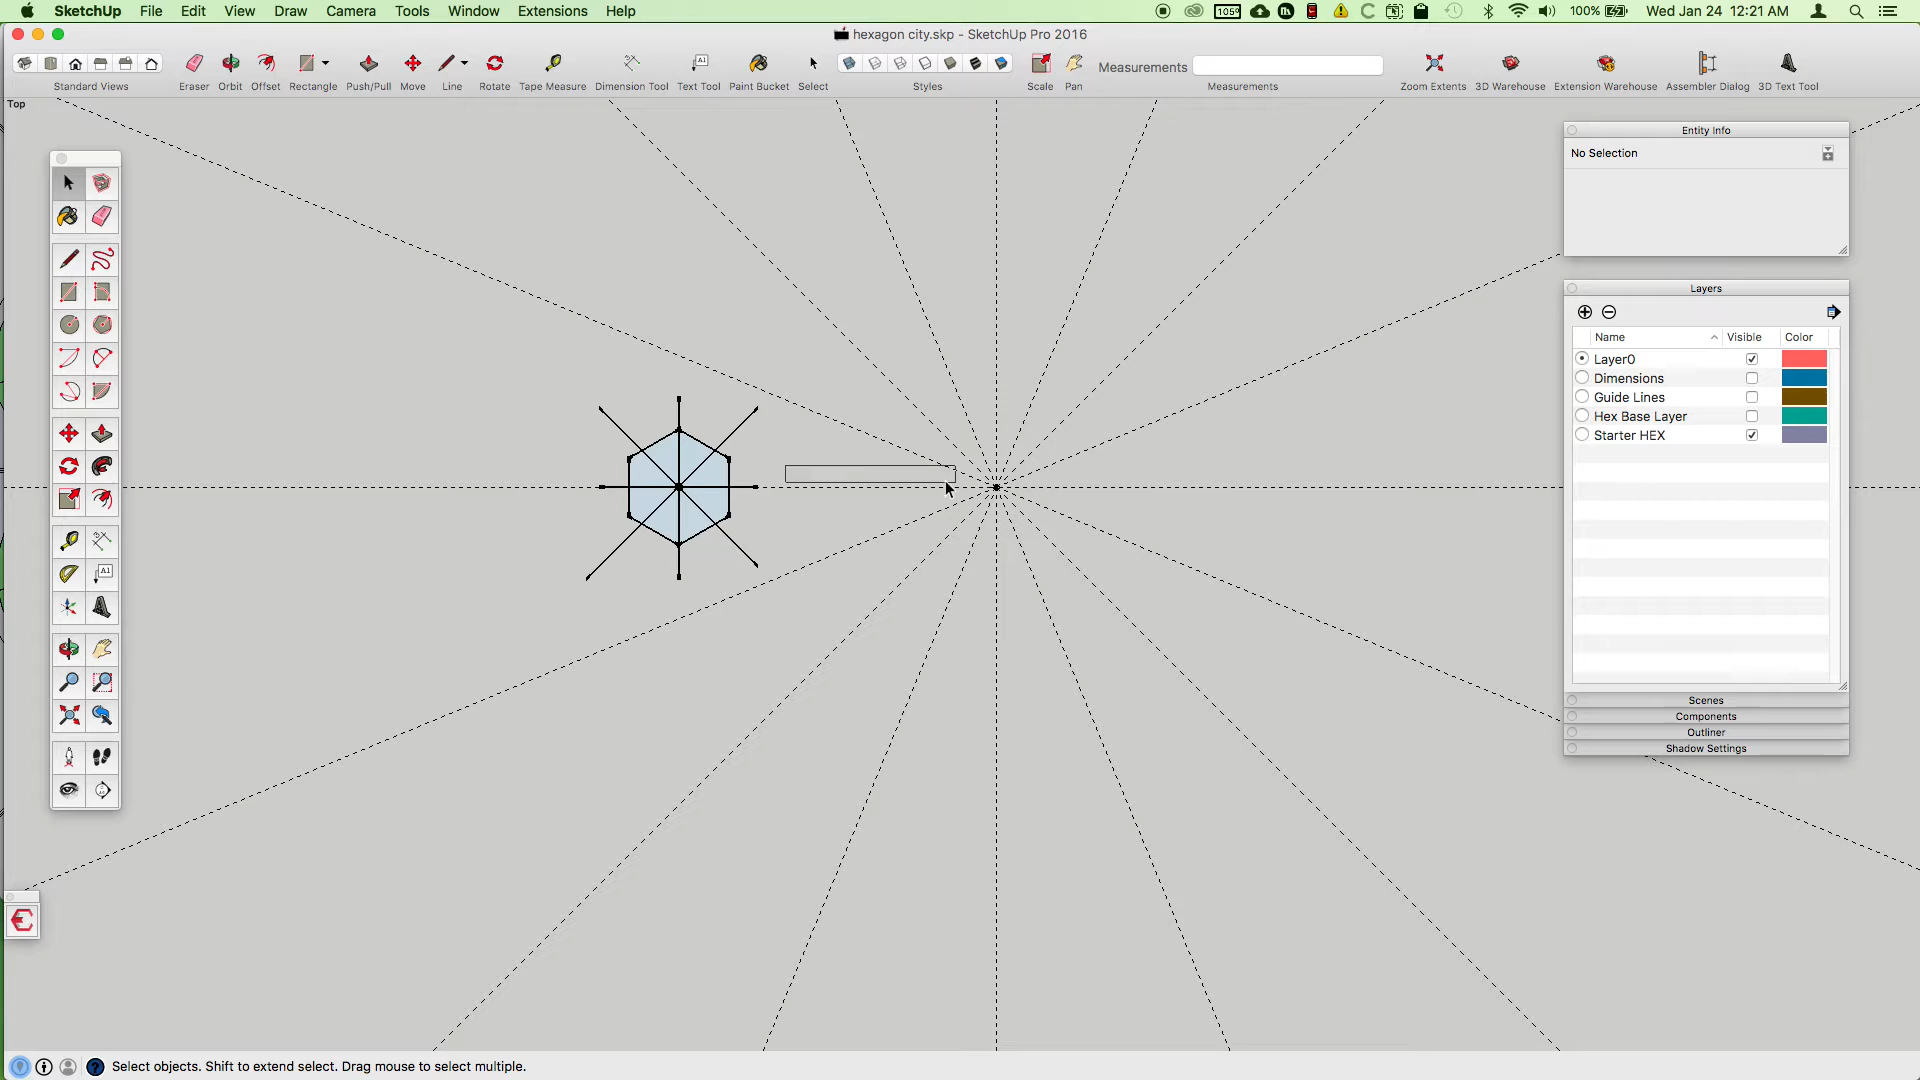 SketchUp File Edit View Draw Camera Tools Window Extensions Help
105º
100%
Wed Jan 24 12:21 AM
hexagon city.skp - SketchUp Pro 2016
Measurements
Standard Views Eraser Orbit Offset Rectangle Push/Pull Move Line Rotate Tape Measure Dimension Tool Text Tool Paint Bucket Select Styles Scale Pan Measurements Zoom Extents 3D Warehouse Extension Warehouse Assembler Dialog 3D Text Tool
Top
Entity Info
No Selection
Layers
Name Visible Color
Layer0
Dimensions
Guide Lines
Hex Base Layer
Starter HEX
Scenes
Components
Outliner
Shadow Settings
Select objects. Shift to extend select. Drag mouse to select multiple.